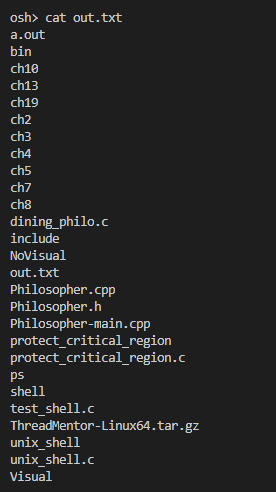 osh> cat out.txt
a.out
bin
ch10
ch13
ch19
ch2
ch3
ch4
ch5
ch7
ch8
dining_philo.c
include
NoVisual
out.txt
Philosopher.cpp
Philosopher.h
Philosopher-main.cpp
protect_critical_region
protect_critical_region.c
ps
shell
test_shell.c
ThreadMentor-Linux64.tar.gz
unix_shell
unix_shell.c
Visual